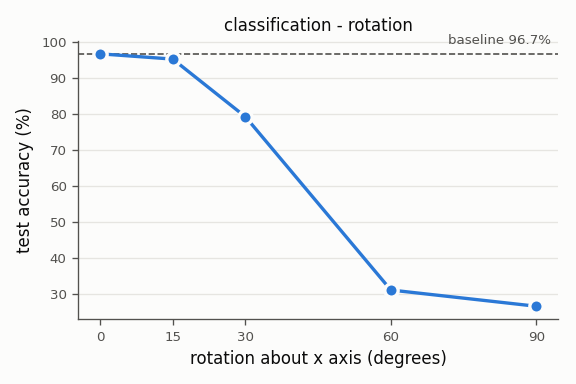 classification - rotation
baseline 96.7%
test accuracy (%)
100
90
80
70
60
50
40
30
0 15 30 60 90
rotation about x axis (degrees)